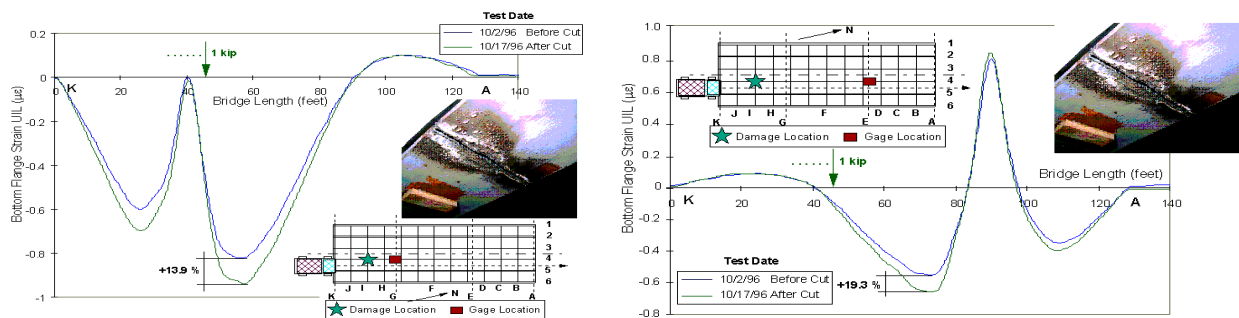 Test Date
10/2/96 Before Cut
10/17/96 After Cut
1 kip
0
-0.2
-0.4
-0.6
-0.8
-1
K
0 20 40 60 80 100 120 140
Bridge Length (feet)
A
Bottom Flange Strain UIL (µε)
+13.9 %
1
2
3
4
5
6
J I H F D C B
K G E A
N
Damage Location Gage Location
1.0
0.8
0.6
0.4
0.2
0
-0.2
-0.4
-0.6
-0.8
Bottom Flange Strain UIL (µε)
N
1
2
3
4
5
6
J I H F D C B
K G E A
Damage Location Gage Location
1 kip
Bridge Length (feet)
K
0 20 40 60 80 100 120 140
A
Test Date
10/2/96 Before Cut
10/17/96 After Cut
+19.3 %